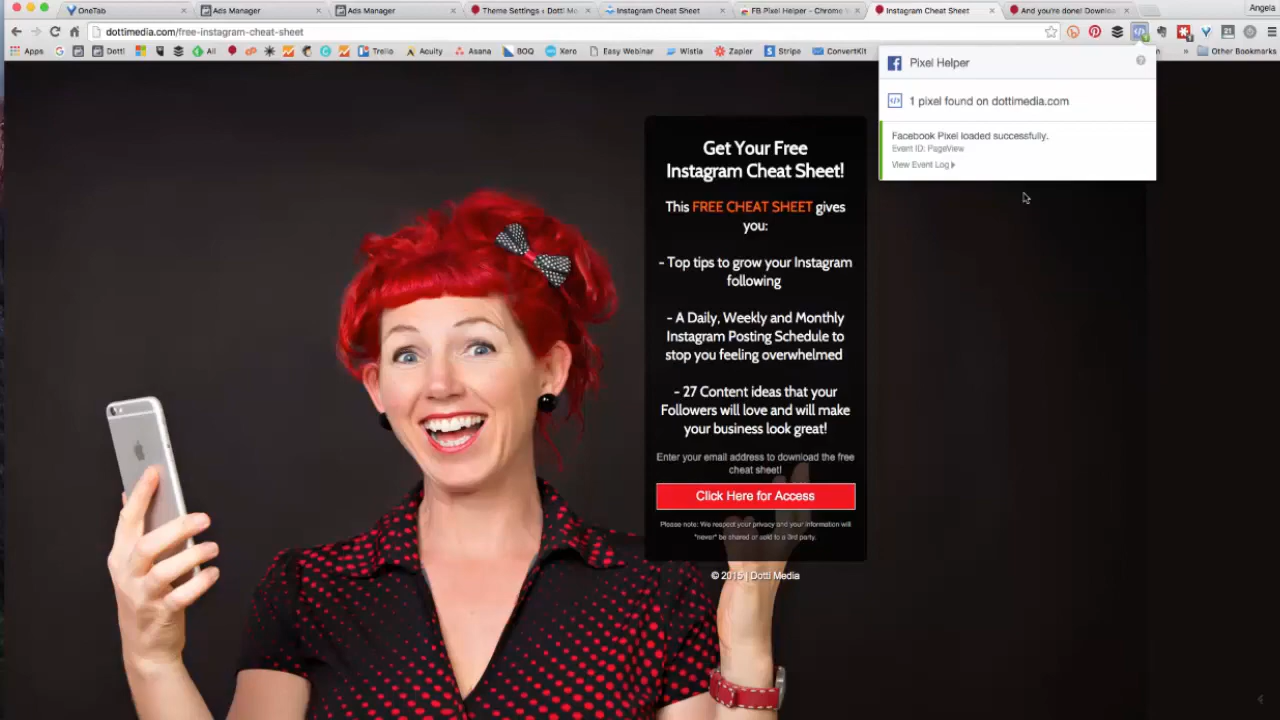 OneTab
Ads Manager
Ads Manager
Theme Settings ‹ Dotti Me
Instagram Cheat Sheet
FB Pixel Helper - Chrome
Instagram Cheat Sheet
And you're done! Downloa
Angela
dottimedia.com/free-instagram-cheat-sheet
Apps
Dotti
All
Trello
Acuity
Asana
BOQ
Xero
Easy Webinar
Wistia
Zapier
Stripe
ConvertKit
»
Other Bookmarks
Pixel Helper
1 pixel found on dottimedia.com
Facebook Pixel loaded successfully.
Event ID: PageView
View Event Log
Get Your Free
Instagram Cheat Sheet!
This FREE CHEAT SHEET gives
you:
- Top tips to grow your Instagram
following
- A Daily, Weekly and Monthly
Instagram Posting Schedule to
stop you feeling overwhelmed
- 27 Content ideas that your
Followers will love and will make
your business look great!
Enter your email address to download the free
cheat sheet!
Click Here for Access
Please note: We respect your privacy and your information will
*never* be shared or sold to a 3rd party.
© 2015 | Dotti Media